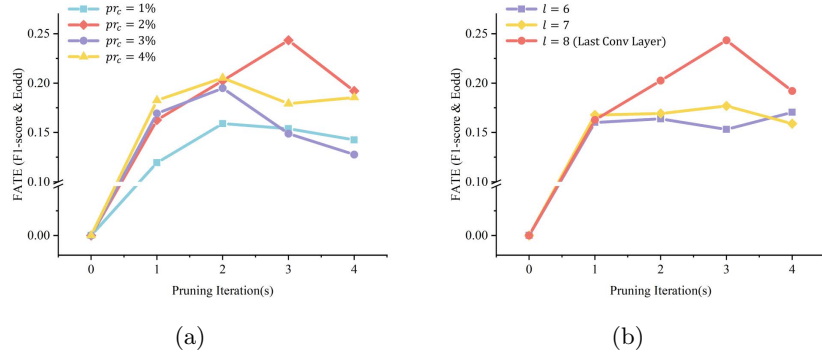 pr_c = 1%
pr_c = 2%
pr_c = 3%
pr_c = 4%
0.25
0.20
0.15
0.10
0.00
FATE (F1-score & Eodd)
0 1 2 3 4
Pruning Iteration(s)
(a)
l = 6
l = 7
l = 8 (Last Conv Layer)
0.25
0.20
0.15
0.10
0.00
FATE (F1-score & Eodd)
0 1 2 3 4
Pruning Iteration(s)
(b)